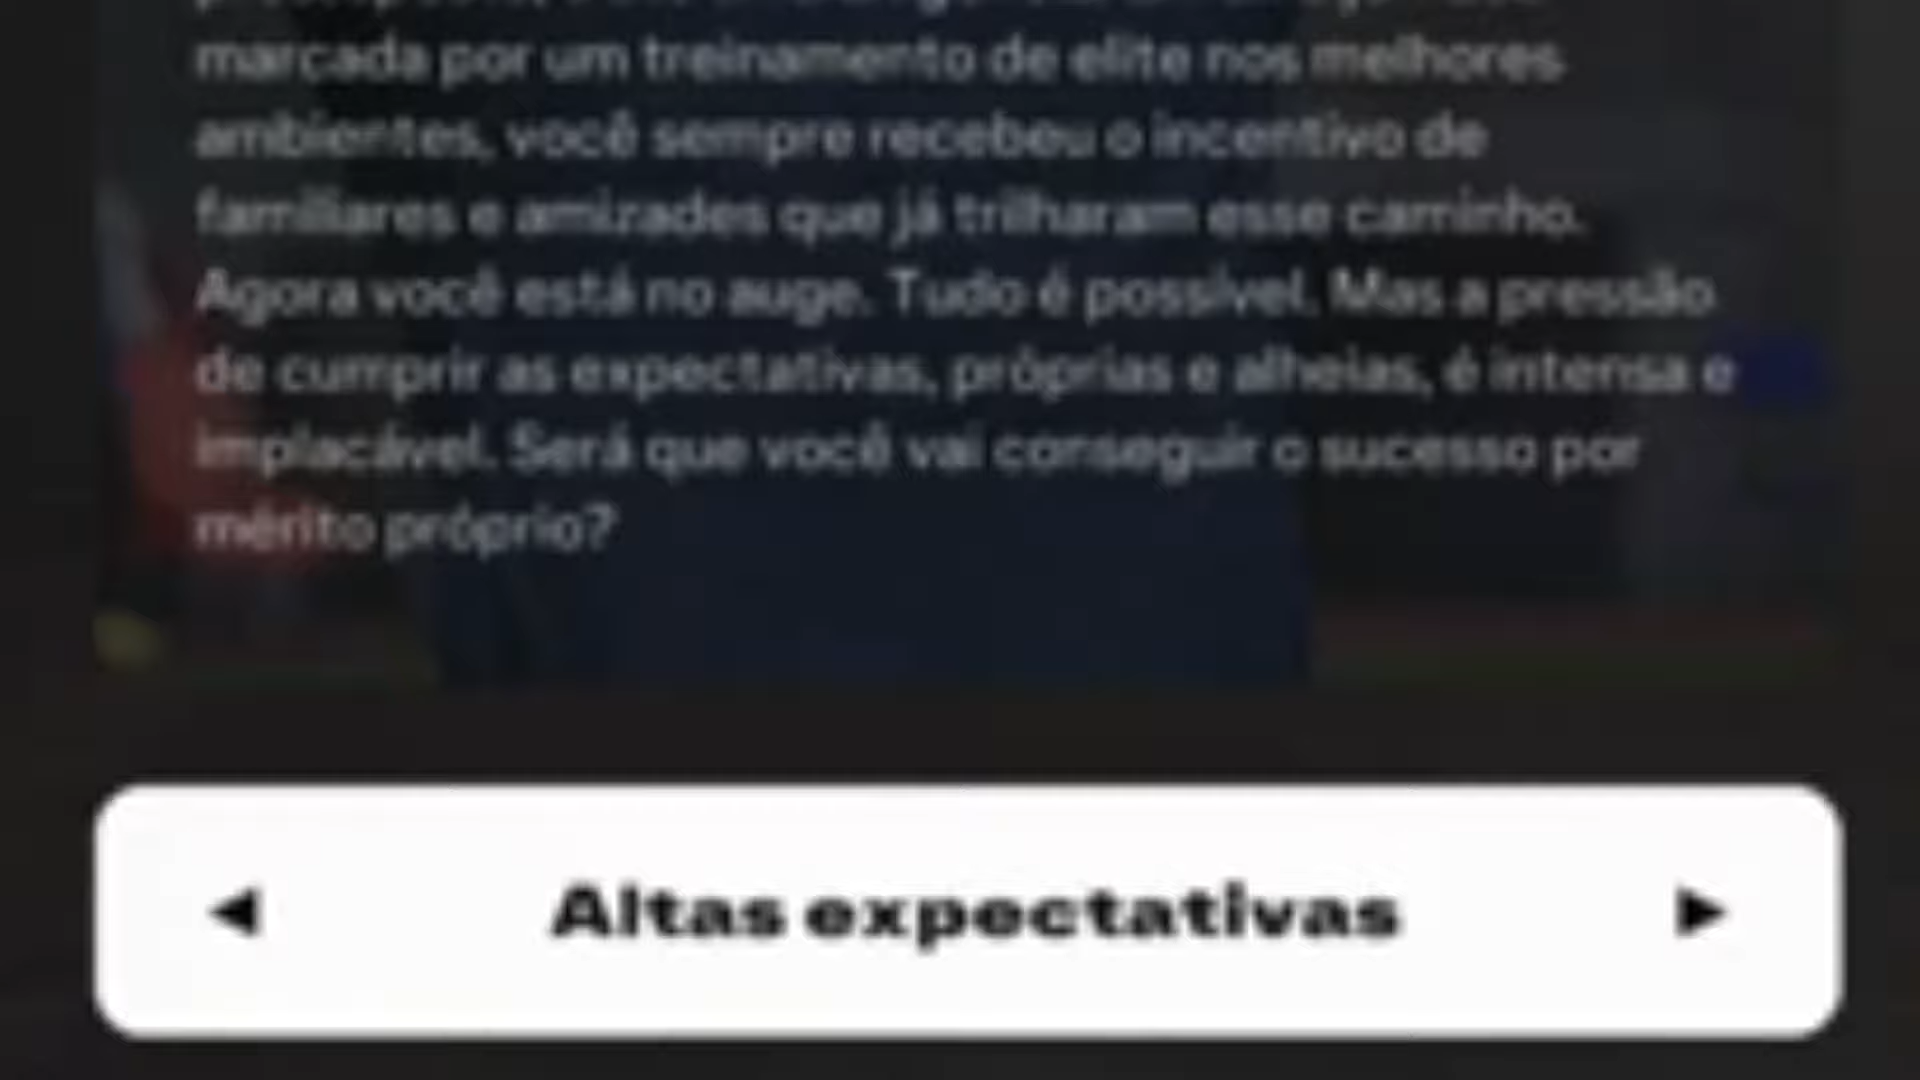 marcada por um treinamento de elite nos melhores
ambientes, você sempre recebeu o incentivo de
familiares e amizades que já trilharam esse caminho.
Agora você está no auge. Tudo é possível. Mas a pressão
de cumprir as expectativas, próprias e alheias, é intensa e
implacável. Será que você vai conseguir o sucesso por
mérito próprio?
Altas expectativas